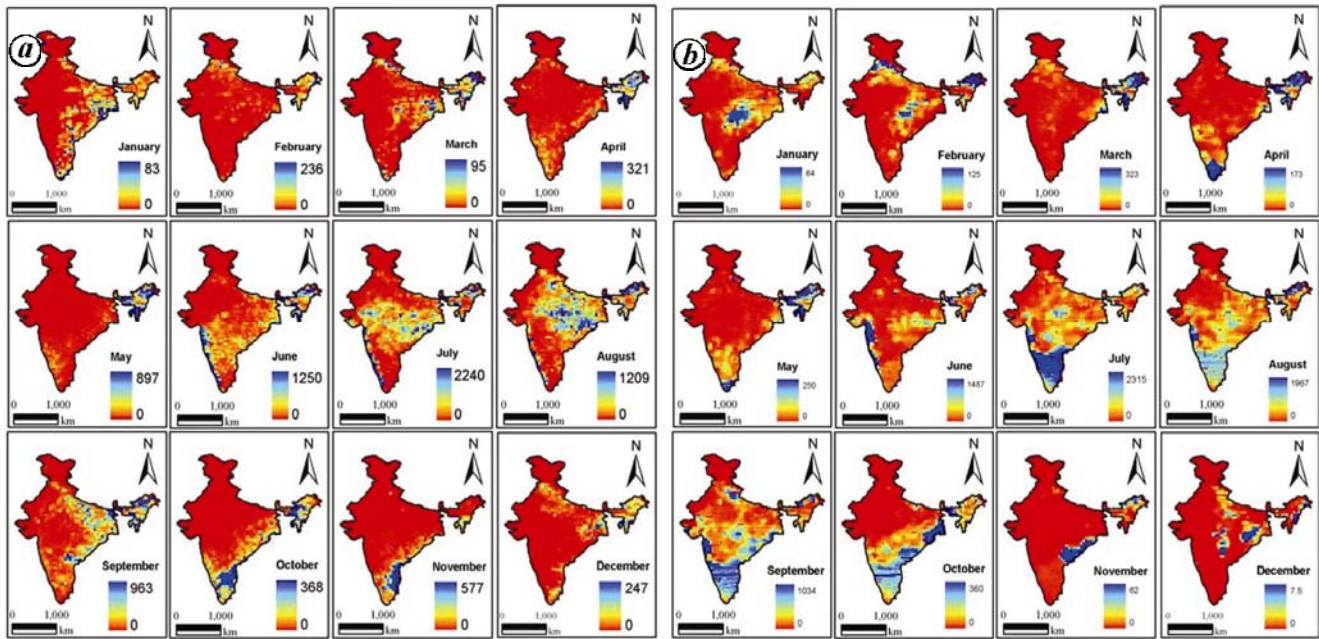 a
N
January
83
0
0 1,000
km
N
February
236
0
0 1,000
km
N
March
95
0
0 1,000
km
N
April
321
0
0 1,000
km
N
May
897
0
0 1,000
km
N
June
1250
0
0 1,000
km
N
July
2240
0
0 1,000
km
N
August
1209
0
0 1,000
km
N
September
963
0
0 1,000
km
N
October
368
0
0 1,000
km
N
November
577
0
0 1,000
km
N
December
247
0
0 1,000
km
b
N
January
64
0
0 1,000
km
N
February
125
0
0 1,000
km
N
March
323
0
0 1,000
km
N
April
173
0
0 1,000
km
N
May
250
0
0 1,000
km
N
June
1487
0
0 1,000
km
N
July
2315
0
0 1,000
km
N
August
1967
0
0 1,000
km
N
September
1034
0
0 1,000
km
N
October
360
0
0 1,000
km
N
November
62
0
0 1,000
km
N
December
7.5
0
0 1,000
km